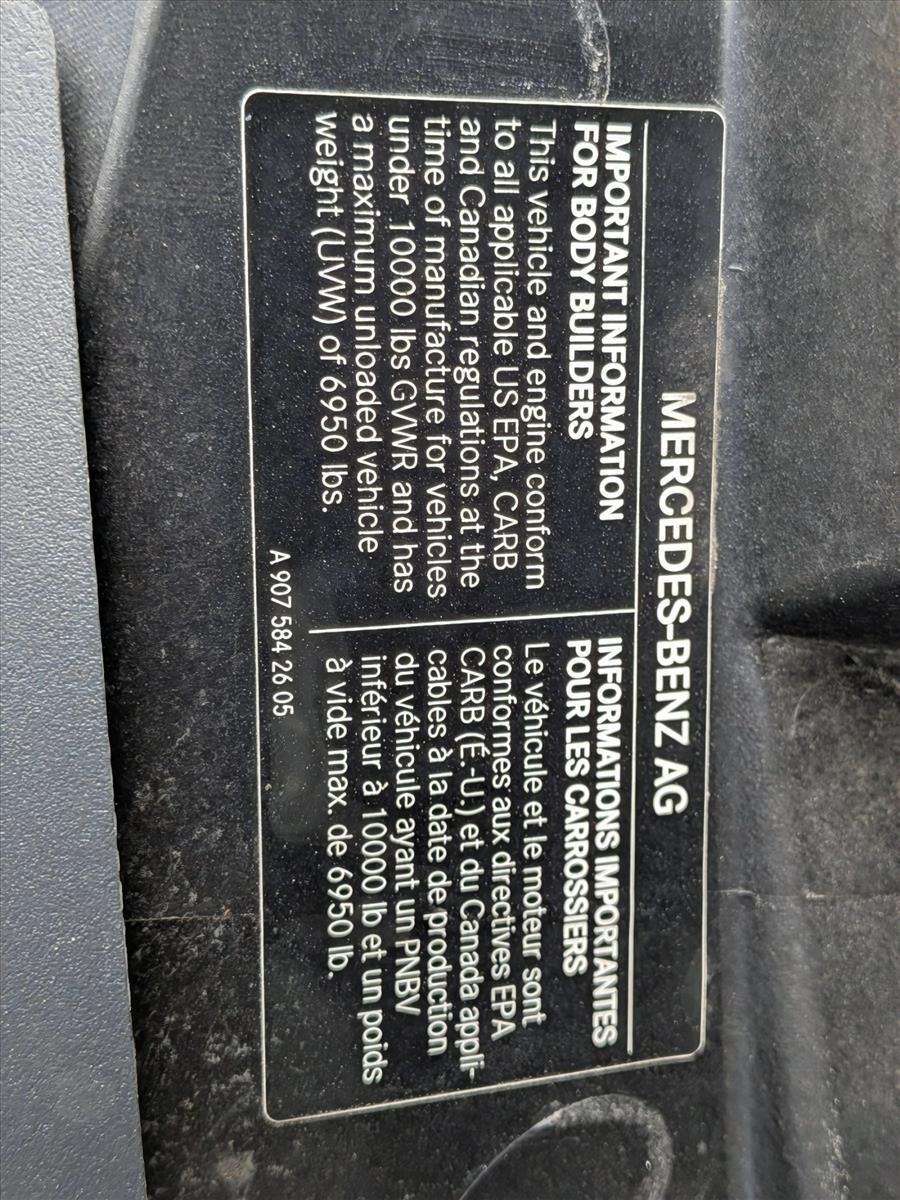 MERCEDES-BENZ AG
IMPORTANT INFORMATION
FOR BODY BUILDERS
This vehicle and engine conform
to all applicable US EPA, CARB
and Canadian regulations at the
time of manufacture for vehicles
under 10000 lbs GVWR and has
a maximum unloaded vehicle
weight (UVW) of 6950 lbs.
INFORMATIONS IMPORTANTES
POUR LES CARROSSIERS
Le véhicule et le moteur sont
conformes aux directives EPA
CARB (É.-U.) et du Canada appli-
cables à la date de production
du véhicule ayant un PNBV
inférieur à 10000 lb et un poids
à vide max. de 6950 lb.
A 907 584 26 05